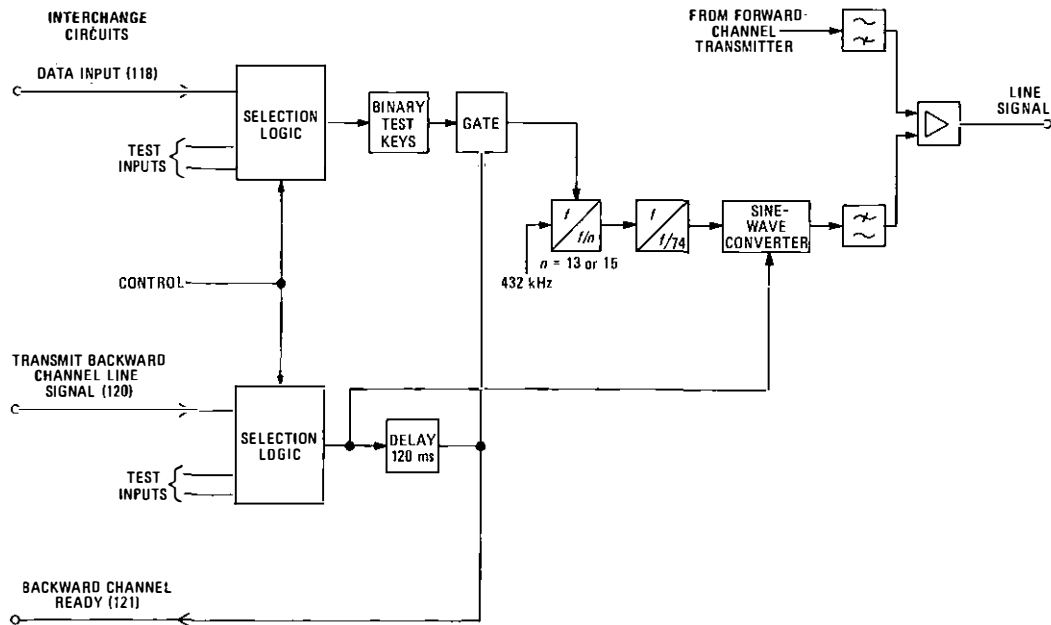 INTERCHANGE
CIRCUITS
DATA INPUT (118)
TEST
INPUTS
SELECTION
LOGIC
BINARY
TEST
KEYS
GATE
FROM FORWARD-
CHANNEL
TRANSMITTER
LINE
SIGNAL
f
f/n
n = 13 or 15
432 kHz
f
f/74
SINE-
WAVE
CONVERTER
CONTROL
TRANSMIT BACKWARD
CHANNEL LINE
SIGNAL (120)
SELECTION
LOGIC
DELAY
120 ms
TEST
INPUTS
BACKWARD CHANNEL
READY (121)